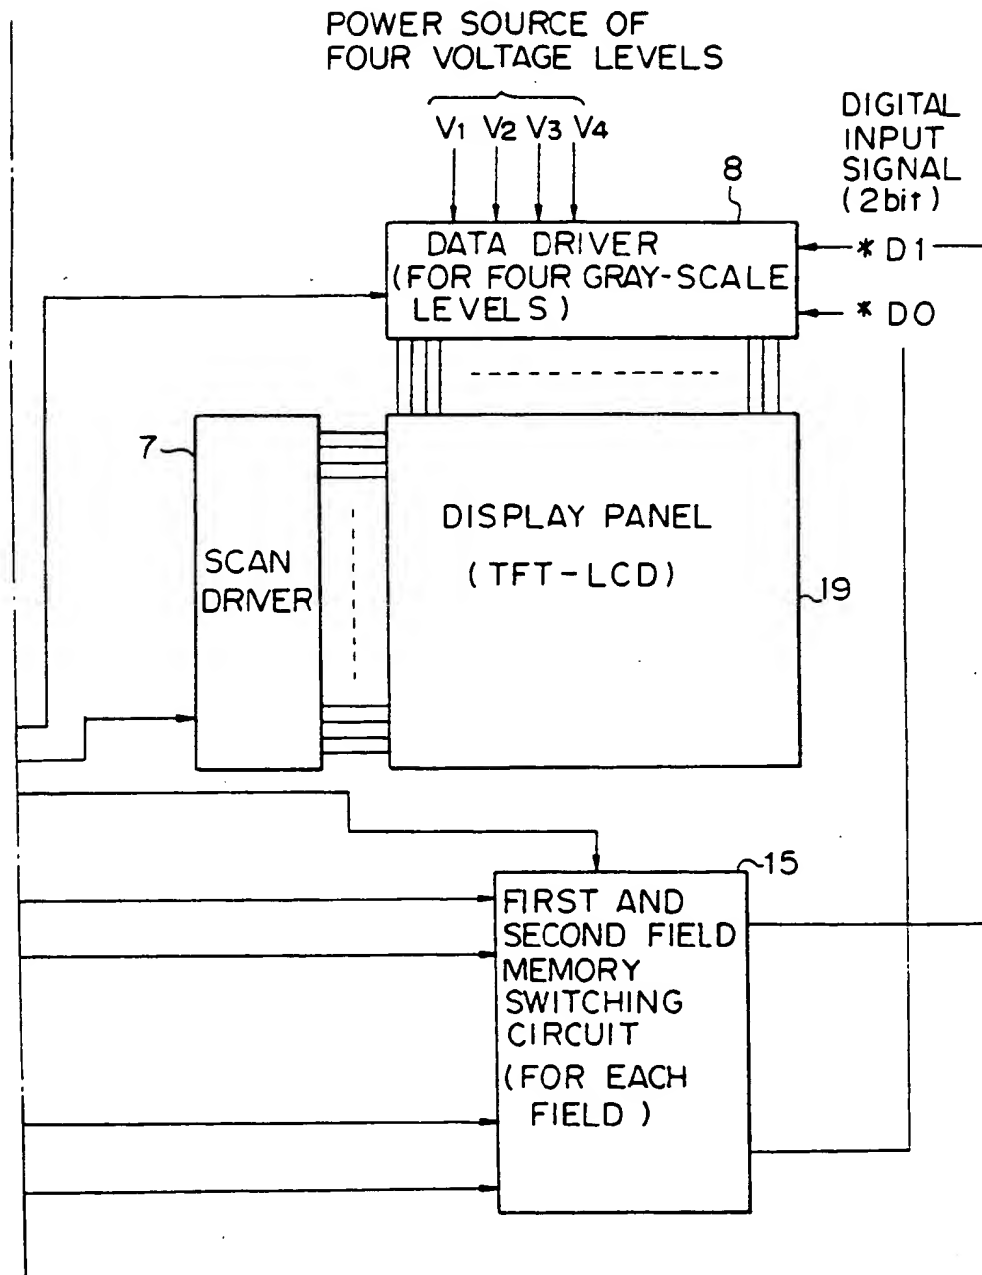 POWER SOURCE OF
FOUR VOLTAGE LEVELS
V1 V2 V3 V4
DIGITAL
INPUT
SIGNAL
(2bit)
8
DATA DRIVER
(FOR FOUR GRAY-SCALE
LEVELS)
* D1
* D0
7
SCAN
DRIVER
DISPLAY PANEL
(TFT-LCD)
19
15
FIRST AND
SECOND FIELD
MEMORY
SWITCHING
CIRCUIT
(FOR EACH
FIELD)